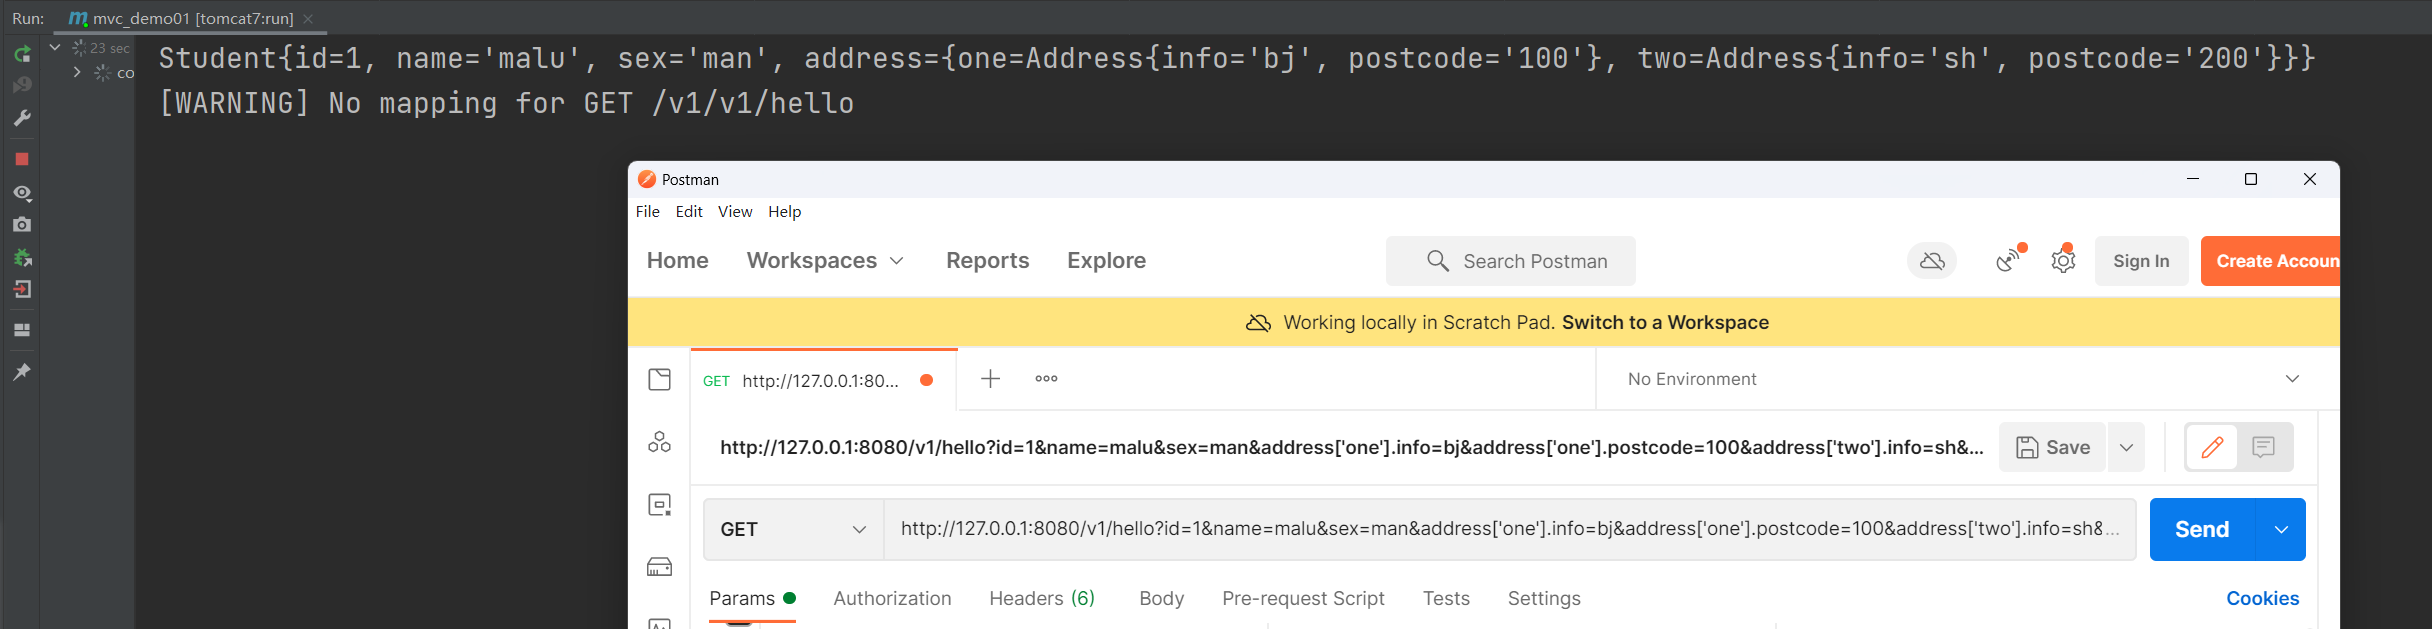 Run: mvc_demo01 [tomcat7:run]
23 sec
co
Student{id=1, name='malu', sex='man', address={one=Address{info='bj', postcode='100'}, two=Address{info='sh', postcode='200'}}}
[WARNING] No mapping for GET /v1/v1/hello
Postman
File Edit View Help
Home Workspaces Reports Explore Search Postman Sign In Create Accoun
Working locally in Scratch Pad. Switch to a Workspace
GET http://127.0.0.1:80... No Environment
http://127.0.0.1:8080/v1/hello?id=1&name=malu&sex=man&address['one'].info=bj&address['one'].postcode=100&address['two'].info=sh&... Save
GET http://127.0.0.1:8080/v1/hello?id=1&name=malu&sex=man&address['one'].info=bj&address['one'].postcode=100&address['two'].info=sh&... Send
Params Authorization Headers (6) Body Pre-request Script Tests Settings Cookies